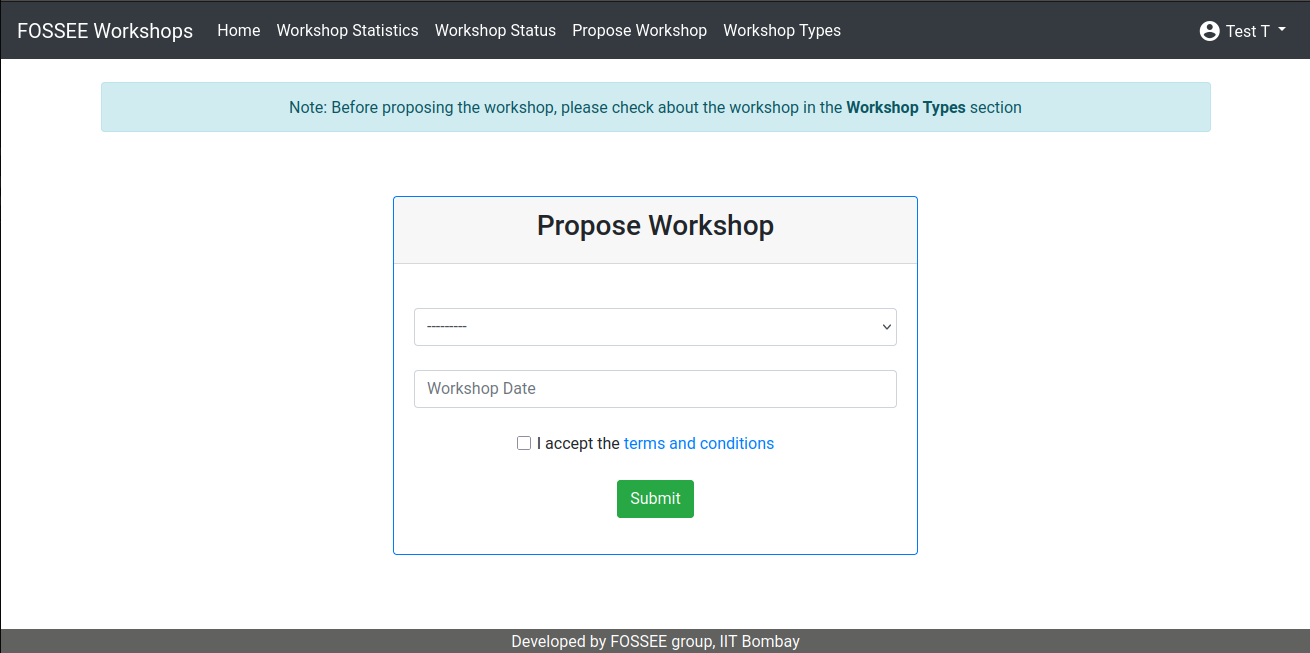 FOSSEE Workshops Home Workshop Statistics Workshop Status Propose Workshop Workshop Types Test T
Note: Before proposing the workshop, please check about the workshop in the Workshop Types section
Propose Workshop
---------
Workshop Date
I accept the terms and conditions
Submit
Developed by FOSSEE group, IIT Bombay